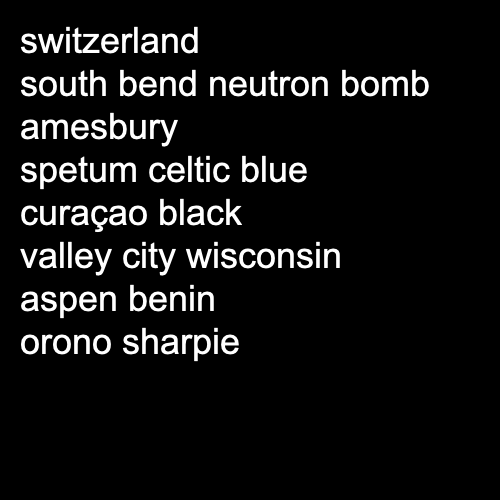 switzerland
south bend neutron bomb
amesbury
spetum celtic blue
curaçao black
valley city wisconsin
aspen benin
orono sharpie